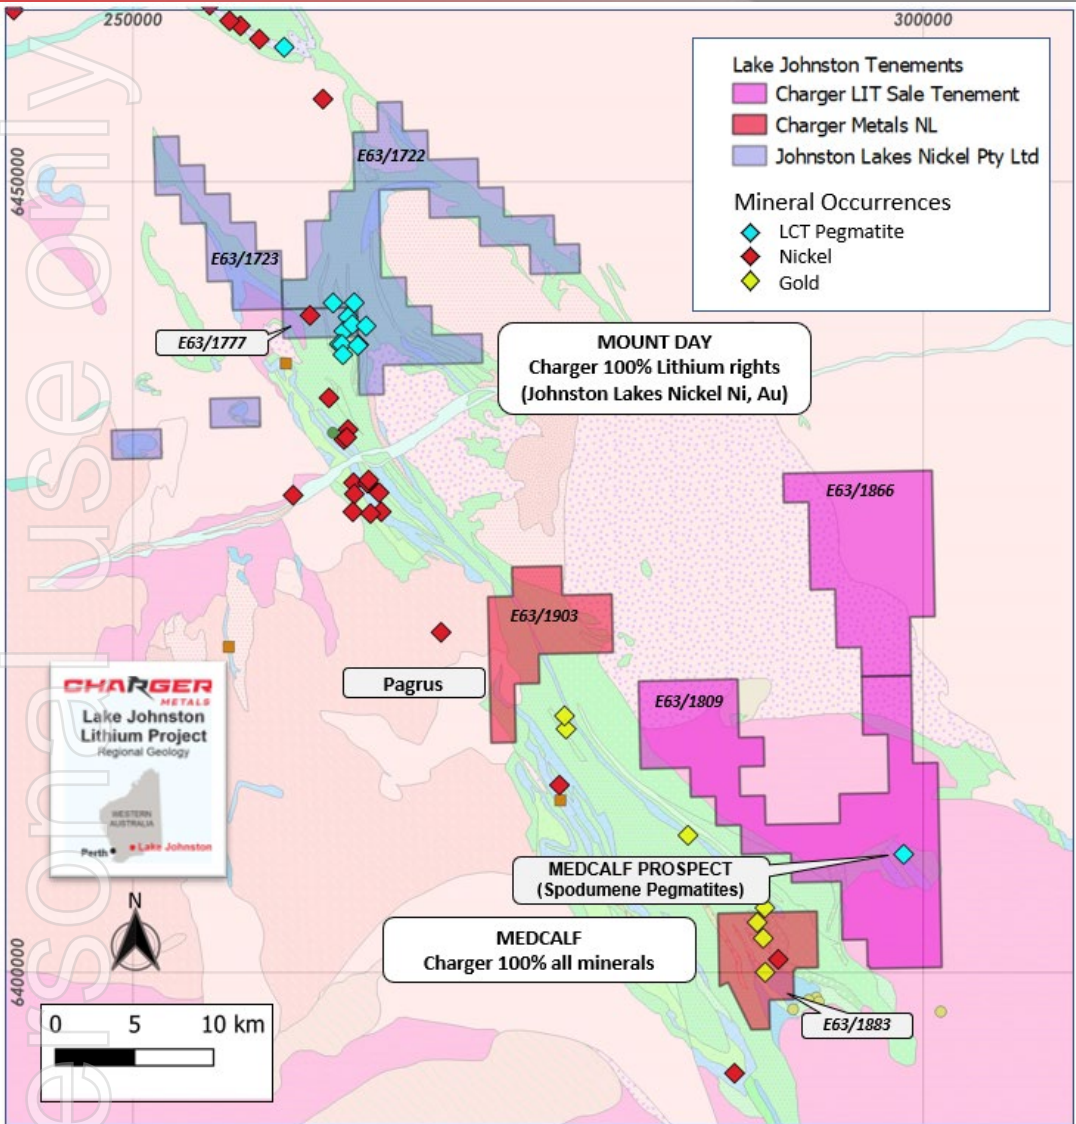 250000
300000
6450000
6400000
ersonal use only
Lake Johnston Tenements
Charger LIT Sale Tenement
Charger Metals NL
Johnston Lakes Nickel Pty Ltd
Mineral Occurrences
LCT Pegmatite
Nickel
Gold
E63/1722
E63/1723
E63/1777
MOUNT DAY
Charger 100% Lithium rights
(Johnston Lakes Nickel Ni, Au)
E63/1866
E63/1903
Pagrus
E63/1809
CHARGER
METALS
Lake Johnston
Lithium Project
Regional Geology
WESTERN
AUSTRALIA
Perth
Lake Johnston
MEDCALF PROSPECT
(Spodumene Pegmatites)
MEDCALF
Charger 100% all minerals
E63/1883
N
0 5 10 km